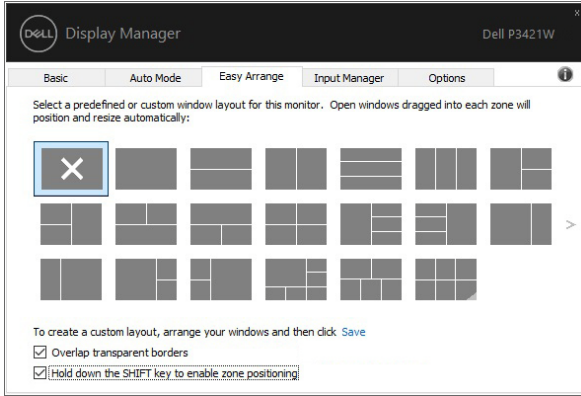 DELL Display Manager
Dell P3421W
Basic Auto Mode Easy Arrange Input Manager Options
Select a predefined or custom window layout for this monitor. Open windows dragged into each zone will
position and resize automatically:
To create a custom layout, arrange your windows and then click Save
Overlap transparent borders
Hold down the SHIFT key to enable zone positioning